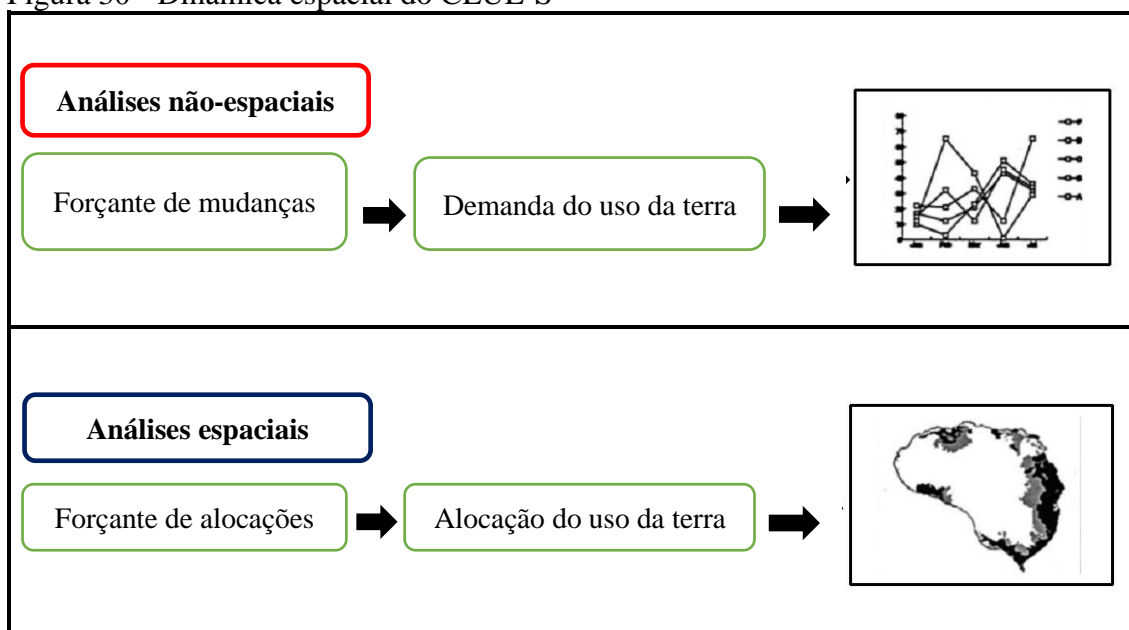 Análises não-espaciais
Forçante de mudanças
Demanda do uso da terra
Análises espaciais
Forçante de alocações
Alocação do uso da terra